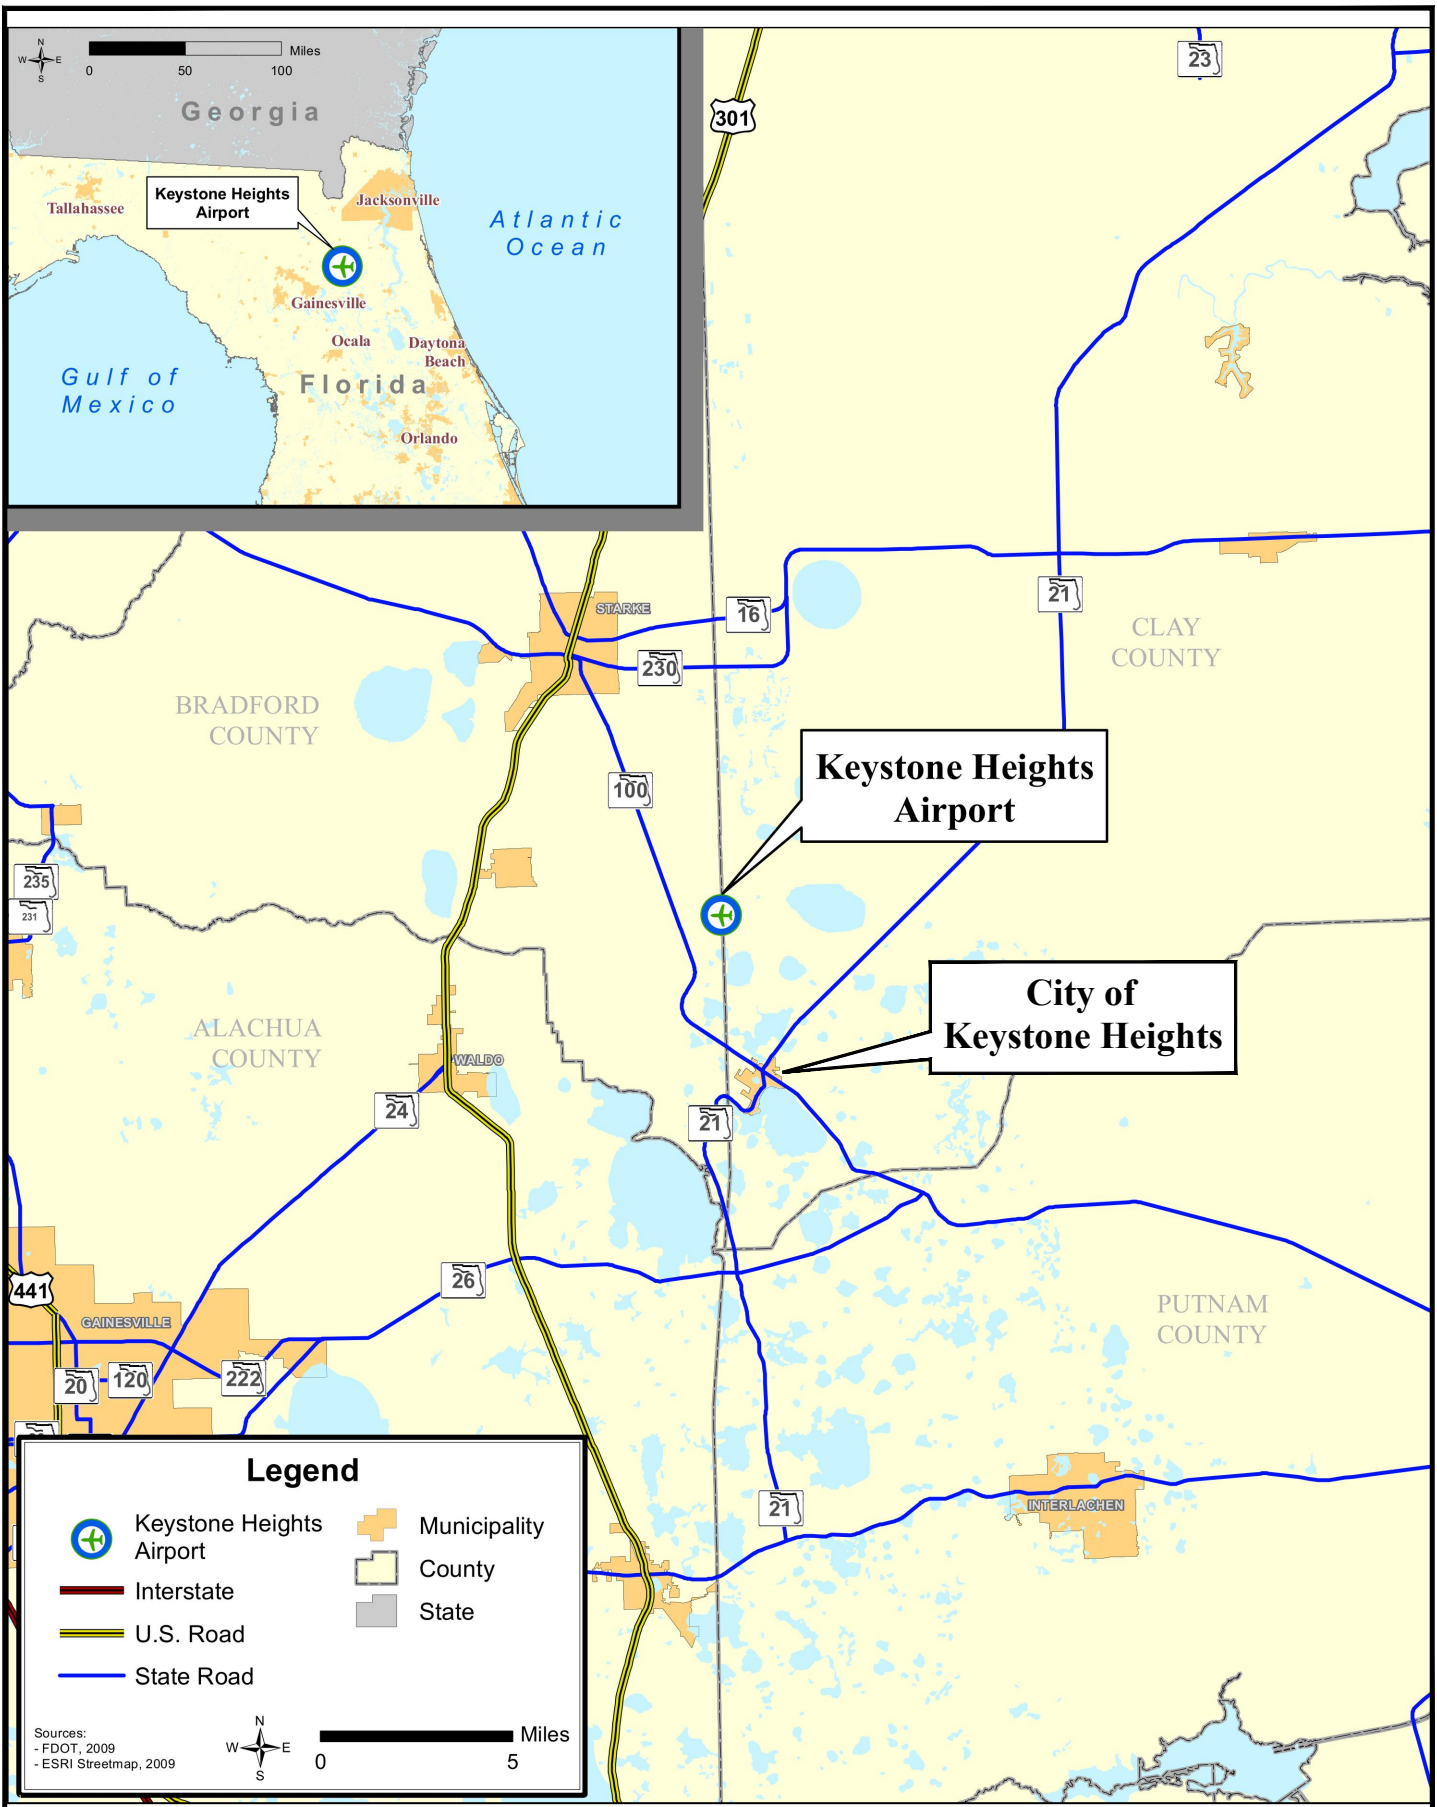 N
W E
S
0 50 100 Miles
Georgia
Keystone Heights
Airport
Tallahassee
Jacksonville
Atlantic
Ocean
Gainesville
Ocala
Daytona
Beach
Gulf of
Mexico
Florida
Orlando
301
23
STARKE
16
230
21
CLAY
COUNTY
BRADFORD
COUNTY
100
Keystone Heights
Airport
235
231
City of
Keystone Heights
ALACHUA
COUNTY
WALDO
24
21
26
441
GAINESVILLE
PUTNAM
COUNTY
20
120
222
21
INTERLACHEN
Legend
Keystone Heights
Airport
Interstate
U.S. Road
State Road
Municipality
County
State
Sources:
- FDOT, 2009
- ESRI Streetmap, 2009
N
W E
S
Miles
0 5